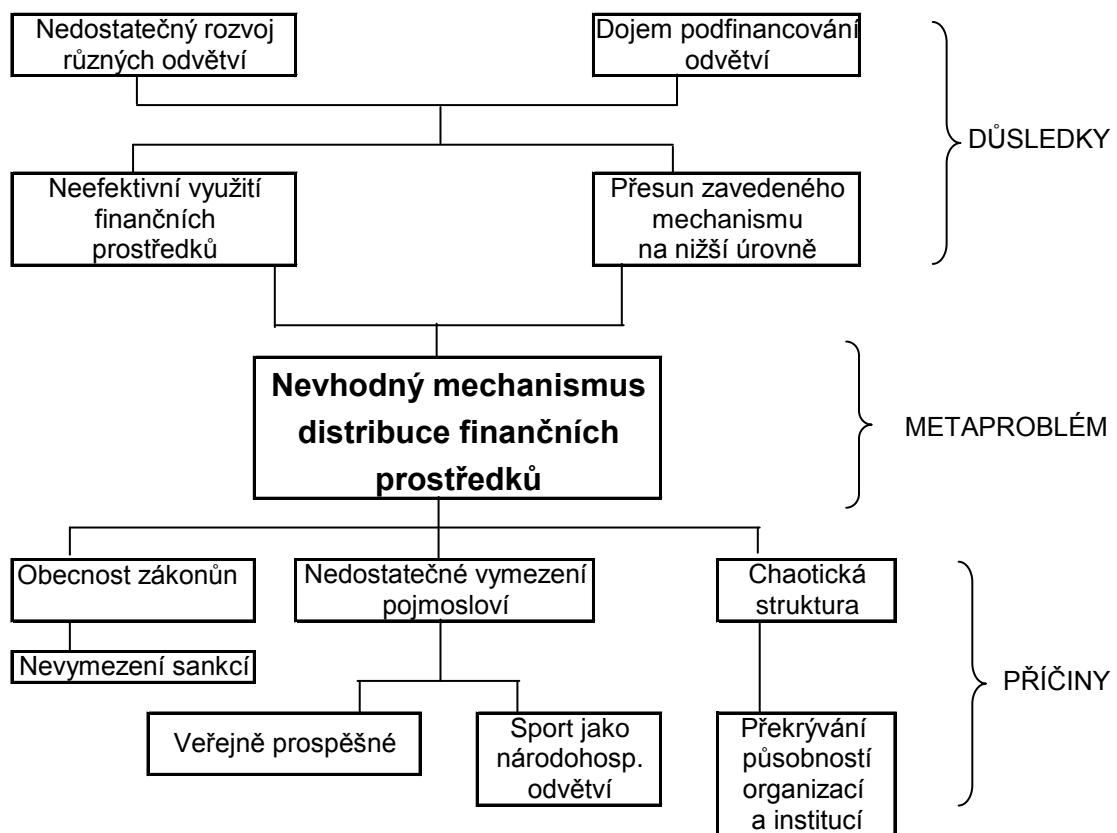 Nedostatečný rozvoj
různých odvětví
Dojem podfinancování
odvětví
DŮSLEDKY
Neefektivní využití
finančních
prostředků
Přesun zavedeného
mechanismu
na nižší úrovně
Nevhodný mechanismus
distribuce finančních
prostředků
METAPROBLÉM
Obecnost zákonůn
Nedostatečné vymezení
pojmosloví
Chaotická
struktura
Nevymezení sankcí
PŘÍČINY
Veřejně prospěšné
Sport jako
národohosp.
odvětví
Překrývání
působností
organizací
a institucí